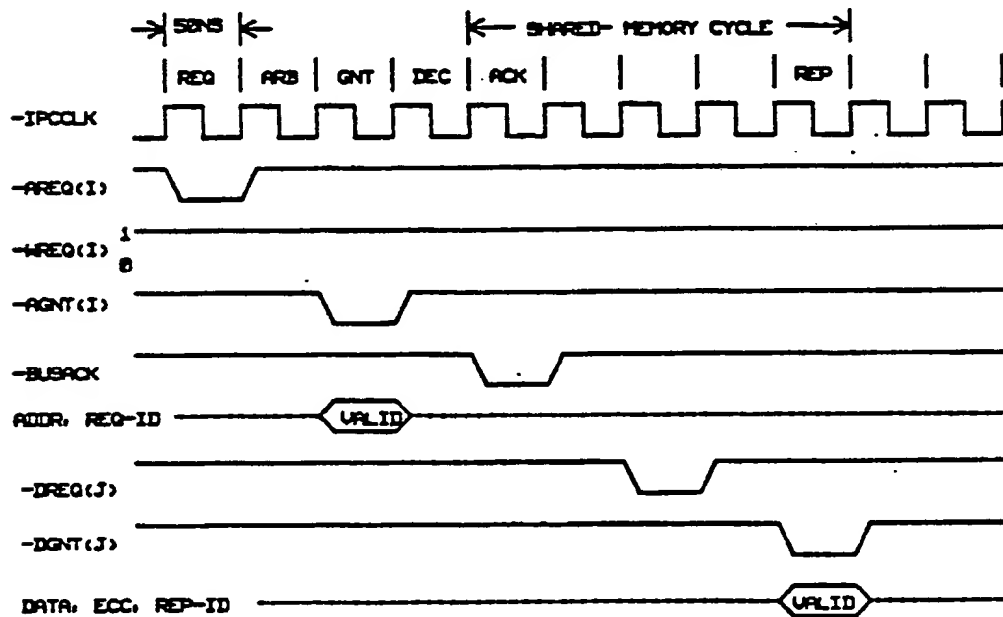 50NS SHARED- MEMORY CYCLE
REQ ARB GNT DEC ACK REP
-IPCCLK
-AREQ(I)
-WREQ(I) 1
0
-AGNT(I)
-BUSACK
ADDR, REQ-ID VALID
-DREQ(J)
-DGNT(J)
DATA, ECC, REP-ID VALID